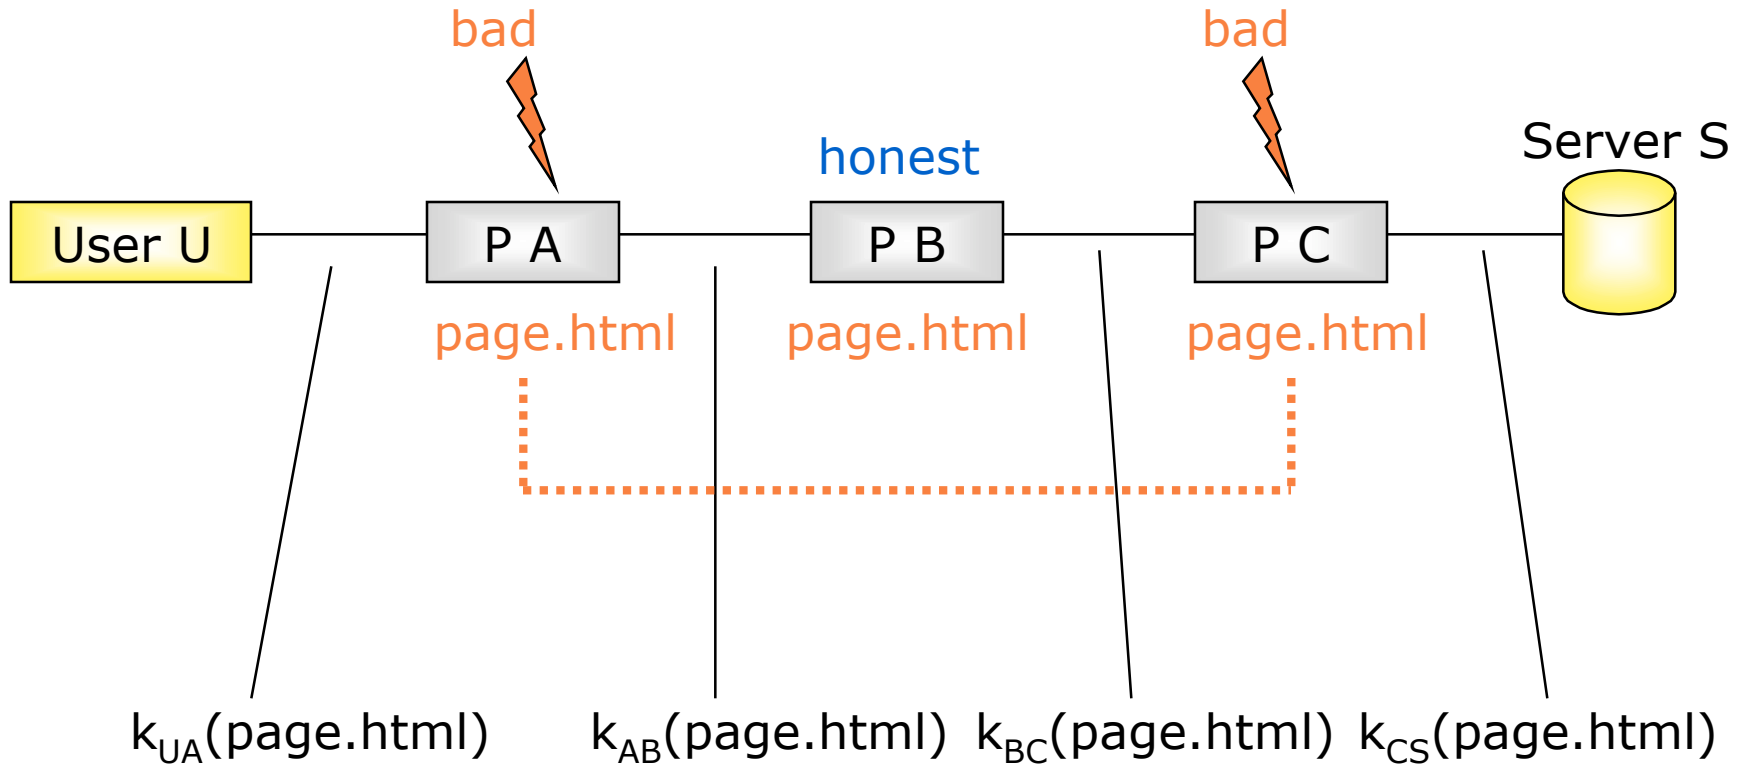 bad
bad
honest
Server S
User U
P A
P B
P C
page.html
page.html
page.html
kUA(page.html)
kAB(page.html)
kBC(page.html)
kCS(page.html)